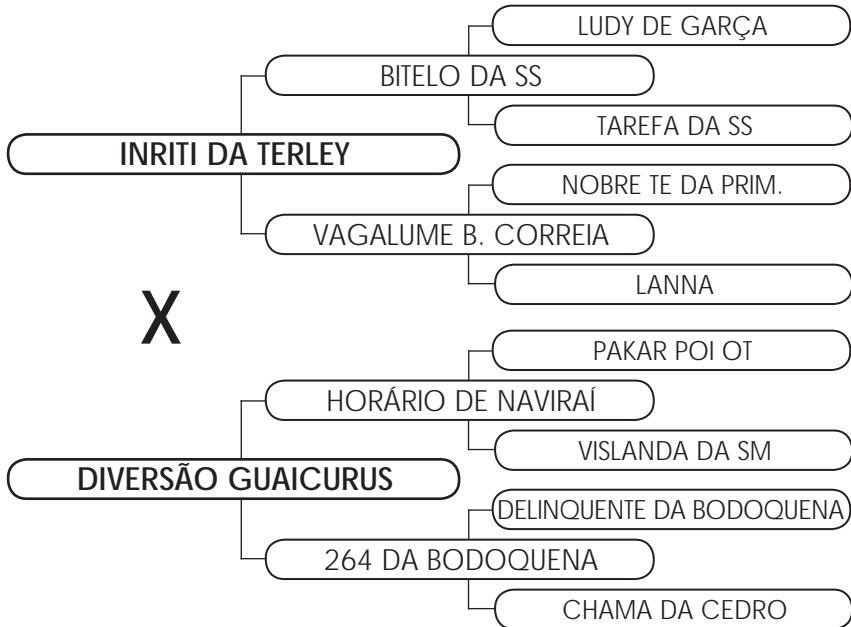 LUDY DE GARÇA
BITELO DA SS
TAREFA DA SS
INRITI DA TERLEY
NOBRE TE DA PRIM.
VAGALUME B. CORREIA
LANNA
X
PAKAR POI OT
HORÁRIO DE NAVIRAÍ
VISLANDA DA SM
DIVERSÃO GUAICURUS
DELINQUENTE DA BODOQUENA
264 DA BODOQUENA
CHAMA DA CEDRO